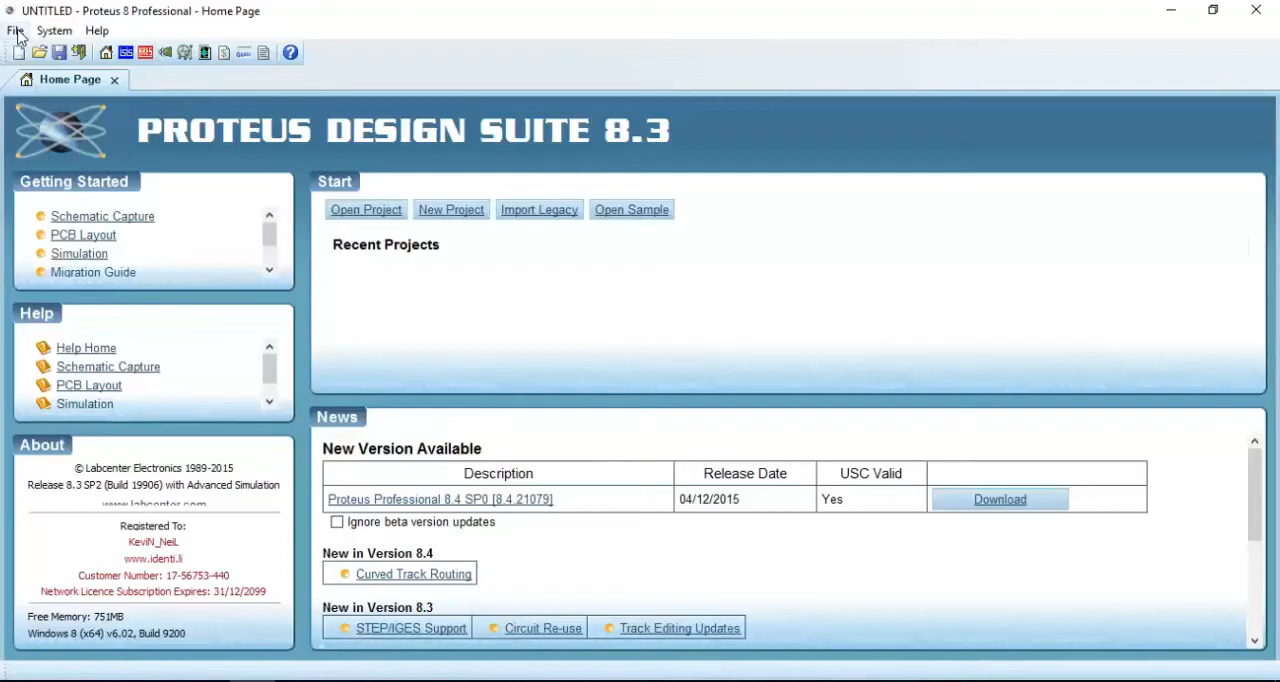 UNTITLED - Proteus 8 Professional - Home Page
File System Help
Home Page
PROTEUS DESIGN SUITE 8.3
Getting Started
Schematic Capture
PCB Layout
Simulation
Migration Guide
Start
Open Project New Project Import Legacy Open Sample
Recent Projects
Help
Help Home
Schematic Capture
PCB Layout
Simulation
About
© Labcenter Electronics 1989-2015
Release 8.3 SP2 (Build 19906) with Advanced Simulation
www.labcenter.com
Registered To:
KeviN_NeiL
www.identi.li
Customer Number: 17-56753-440
Network Licence Subscription Expires: 31/12/2099
Free Memory: 751MB
Windows 8 (x64) v6.02, Build 9200
News
New Version Available
Description Release Date USC Valid
Proteus Professional 8.4 SP0 [8.4.21079] 04/12/2015 Yes Download
Ignore beta version updates
New in Version 8.4
Curved Track Routing
New in Version 8.3
STEP/IGES Support Circuit Re-use Track Editing Updates